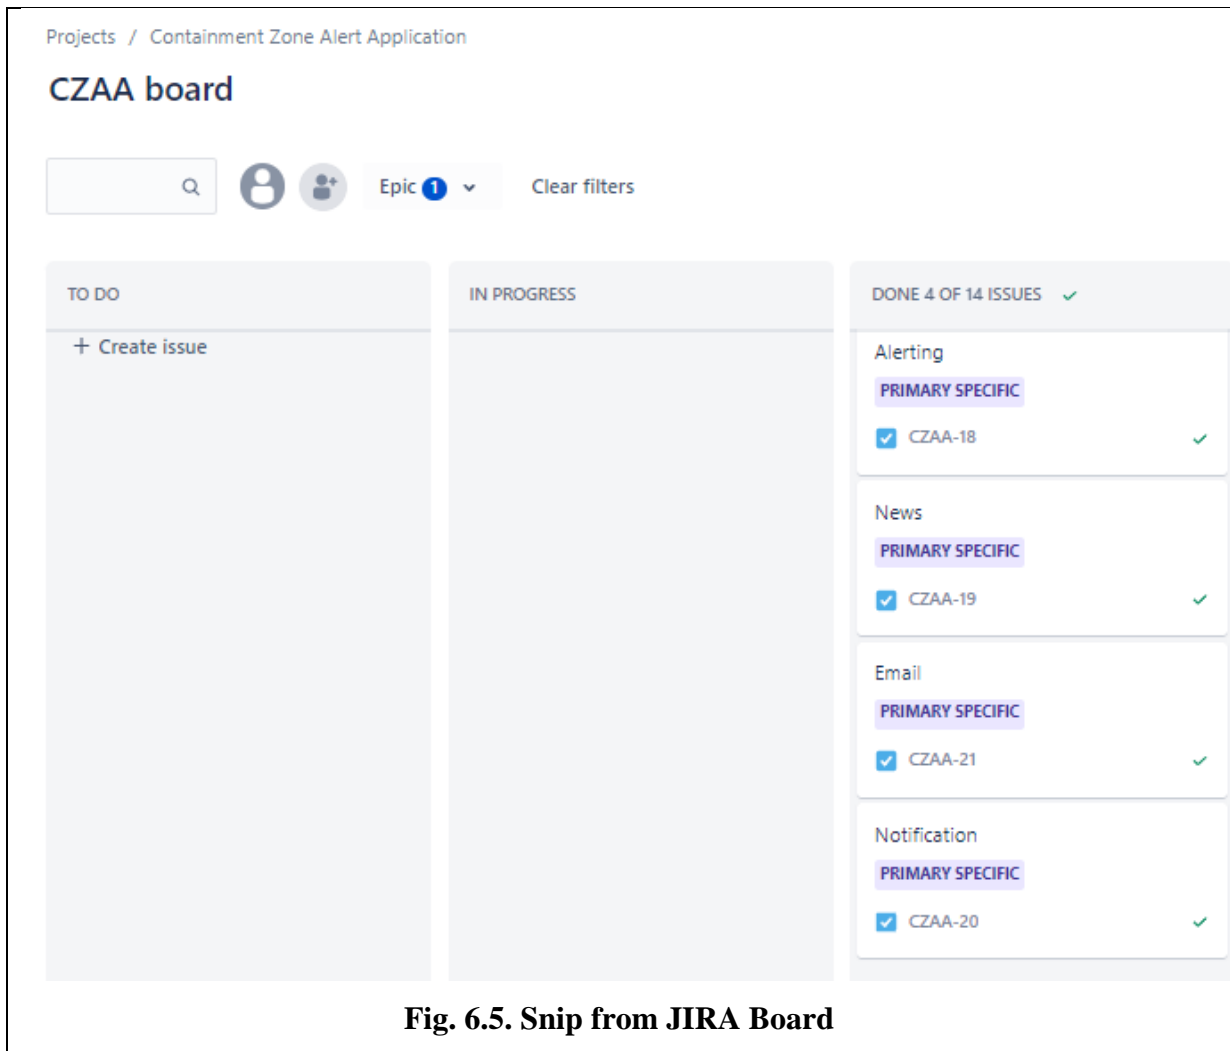 Projects / Containment Zone Alert Application
CZAA board
Epic 1 Clear filters
TO DO
+ Create issue
IN PROGRESS
DONE 4 OF 14 ISSUES
Alerting
PRIMARY SPECIFIC
CZAA-18
News
PRIMARY SPECIFIC
CZAA-19
Email
PRIMARY SPECIFIC
CZAA-21
Notification
PRIMARY SPECIFIC
CZAA-20
Fig. 6.5. Snip from JIRA Board